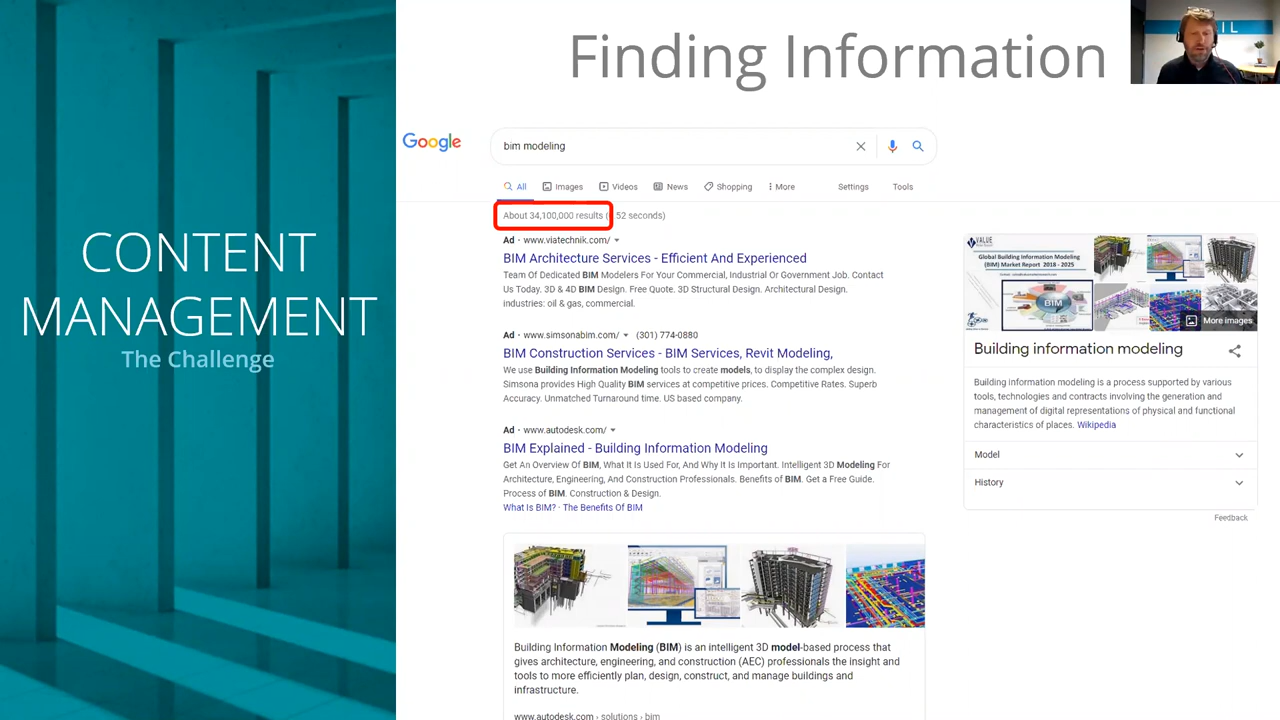 CONTENT
MANAGEMENT
The Challenge
Finding Information
IL
Google
bim modeling
All Images Videos News Shopping More Settings Tools
About 34,100,000 results ( 52 seconds)
Ad · www.viatechnik.com/
BIM Architecture Services - Efficient And Experienced
Team Of Dedicated BIM Modelers For Your Commercial, Industrial Or Government Job. Contact
Us Today. 3D & 4D BIM Design. Free Quote. 3D Structural Design. Architectural Design.
industries: oil & gas, commercial.
Ad · www.simsonabim.com/ (301) 774-0880
BIM Construction Services - BIM Services, Revit Modeling,
We use Building Information Modeling tools to create models, to display the complex design.
Simsona provides High Quality BIM services at competitive prices. Competitive Rates. Superb
Accuracy. Unmatched Turnaround time. US based company.
Ad · www.autodesk.com/
BIM Explained - Building Information Modeling
Get An Overview Of BIM, What It Is Used For, And Why It Is Important. Intelligent 3D Modeling For
Architecture, Engineering, And Construction Professionals. Benefits of BIM. Get a Free Guide.
Process of BIM. Construction & Design.
What Is BIM? · The Benefits Of BIM
Building Information Modeling (BIM) is an intelligent 3D model-based process that
gives architecture, engineering, and construction (AEC) professionals the insight and
tools to more efficiently plan, design, construct, and manage buildings and
infrastructure.
www.autodesk.com › solutions › bim
VALUE
Global Building Information Modeling
(BIM) Market Report 2018 - 2025
BIM
More images
Building information modeling
Building information modeling is a process supported by various
tools, technologies and contracts involving the generation and
management of digital representations of physical and functional
characteristics of places. Wikipedia
Model
History
Feedback